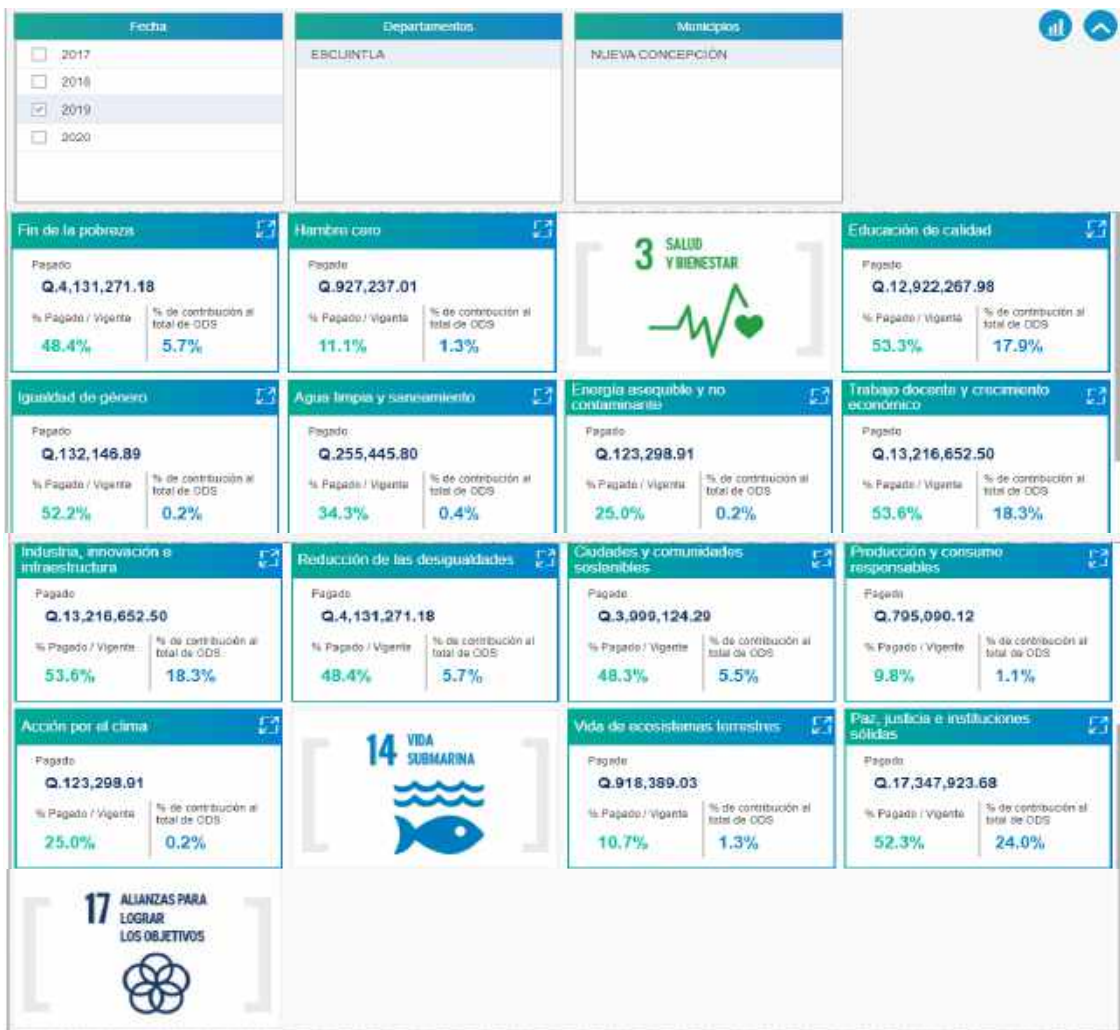 Fecha
Departamentos
Municipios
2017
2018
2019
2020
ESCUINTLA
NUEVA CONCEPCIÓN
Fin de la pobreza
Pagado
Q.4,131,271.18
% Pagado / Vigente
% de contribución al
total de ODS
48.4%
5.7%
Hambre cero
Pagado
Q.927,237.01
% Pagado / Vigente
% de contribución al
total de ODS
11.1%
1.3%
3 SALUD
Y BIENESTAR
Educación de calidad
Pagado
Q.12,922,267.98
% Pagado / Vigente
% de contribución al
total de ODS
53.3%
17.9%
Igualdad de género
Pagado
Q.132,146.89
% Pagado / Vigente
% de contribución al
total de ODS
52.2%
0.2%
Agua limpia y saneamiento
Pagado
Q.255,445.80
% Pagado / Vigente
% de contribución al
total de ODS
34.3%
0.4%
Energía asequible y no
contaminante
Pagado
Q.123,298.91
% Pagado / Vigente
% de contribución al
total de ODS
25.0%
0.2%
Trabajo docente y crecimiento
económico
Pagado
Q.13,216,652.50
% Pagado / Vigente
% de contribución al
total de ODS
53.6%
18.3%
Industria, innovación e
infraestructura
Pagado
Q.13,216,652.50
% Pagado / Vigente
% de contribución al
total de ODS
53.6%
18.3%
Reducción de las desigualdades
Pagado
Q.4,131,271.18
% Pagado / Vigente
% de contribución al
total de ODS
48.4%
5.7%
Ciudades y comunidades
sostenibles
Pagado
Q.3,999,124.29
% Pagado / Vigente
% de contribución al
total de ODS
48.3%
5.5%
Producción y consumo
responsables
Pagado
Q.795,090.12
% Pagado / Vigente
% de contribución al
total de ODS
9.8%
1.1%
Acción por el clima
Pagado
Q.123,298.91
% Pagado / Vigente
% de contribución al
total de ODS
25.0%
0.2%
14 VIDA
SUBMARINA
Vida de ecosistemas terrestres
Pagado
Q.918,389.03
% Pagado / Vigente
% de contribución al
total de ODS
10.7%
1.3%
Paz, justicia e instituciones
sólidas
Pagado
Q.17,347,923.68
% Pagado / Vigente
% de contribución al
total de ODS
52.3%
24.0%
17 ALIANZAS PARA
LOGRAR
LOS OBJETIVOS